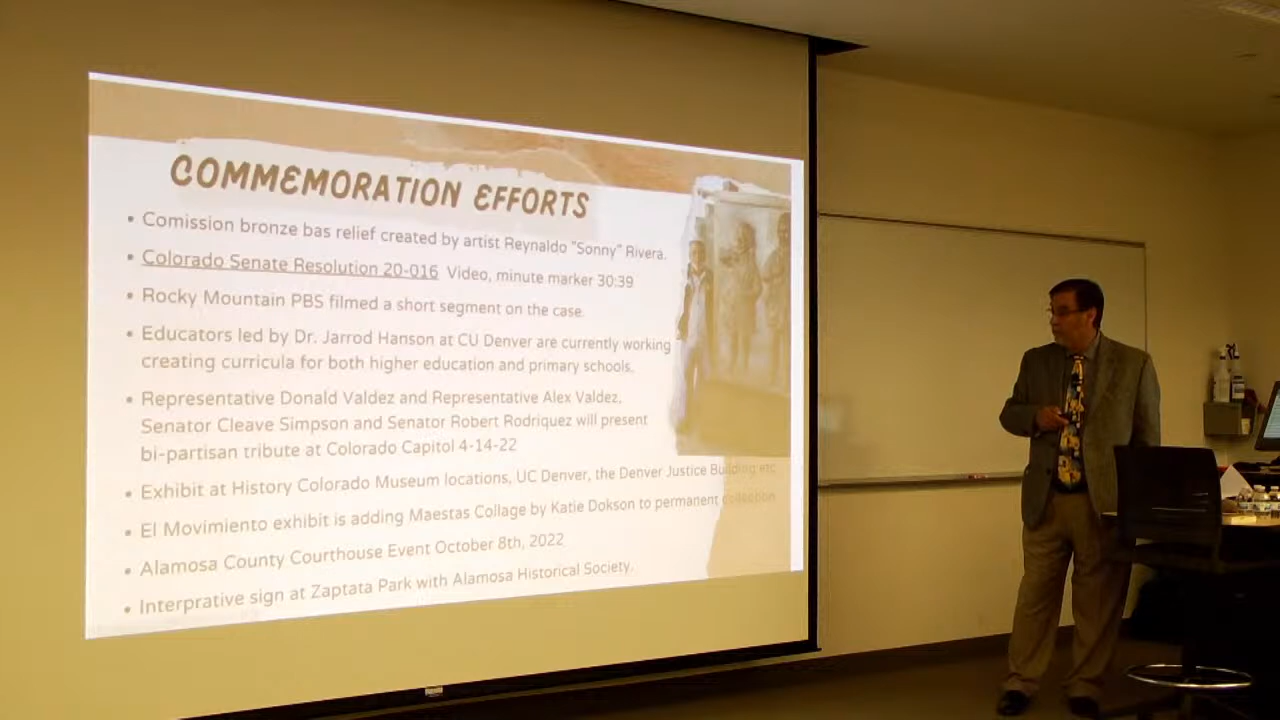 COMMEMORATION EFFORTS
• Comission bronze bas relief created by artist Reynaldo "Sonny" Rivera.
• Colorado Senate Resolution 20-016 Video, minute marker 30:39
• Rocky Mountain PBS filmed a short segment on the case.
• Educators led by Dr. Jarrod Hanson at CU Denver are currently working
creating curricula for both higher education and primary schools.
• Representative Donald Valdez and Representative Alex Valdez,
Senator Cleave Simpson and Senator Robert Rodriquez will present
bi-partisan tribute at Colorado Capitol 4-14-22
• Exhibit at History Colorado Museum locations, UC Denver, the Denver Justice Building etc
• El Movimiento exhibit is adding Maestas Collage by Katie Dokson to permanent collection
• Alamosa County Courthouse Event October 8th, 2022
• Interprative sign at Zaptata Park with Alamosa Historical Society.